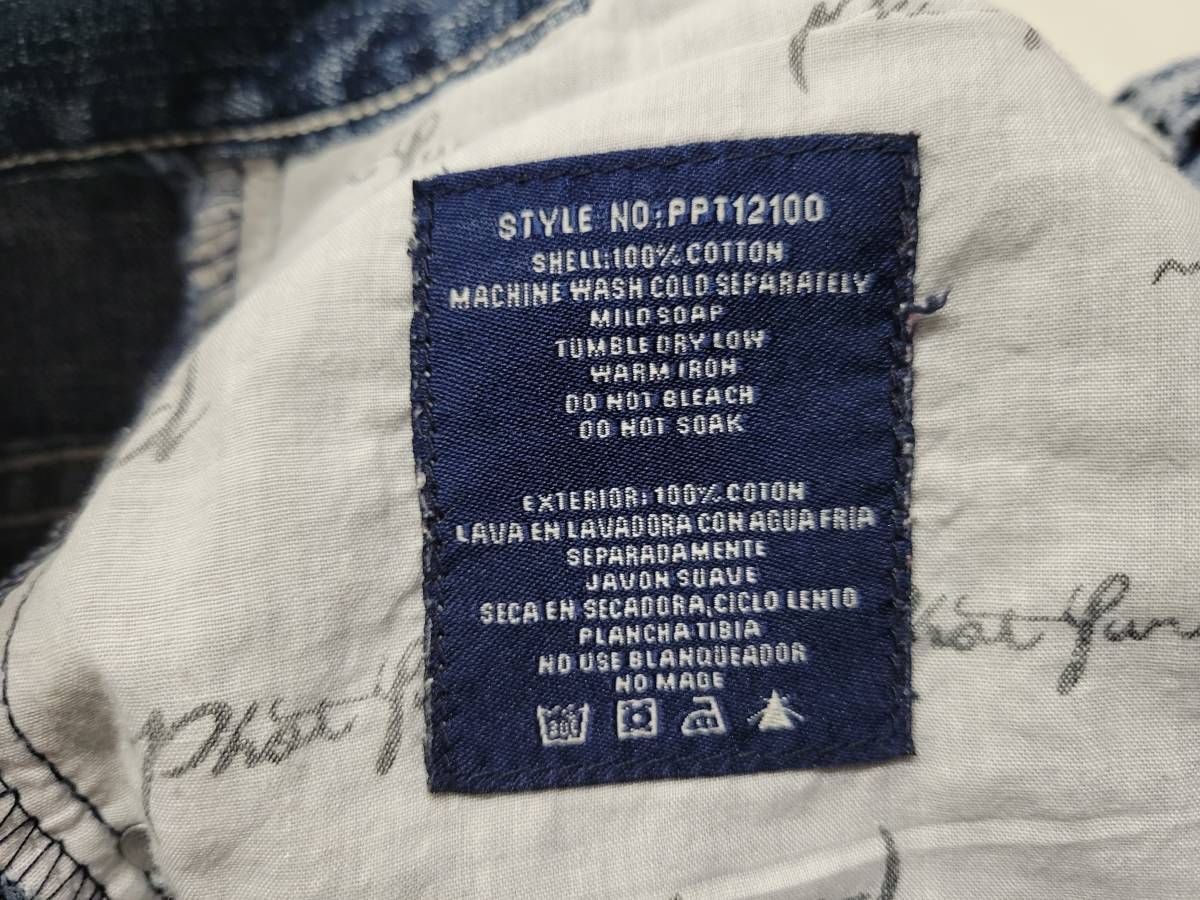 STYLE NO:PPT12100
SHELL:100% COTTON
MACHINE WASH COLD SEPARATELY
MILD SOAP
TUMBLE DRY LOW
WARM IRON
DO NOT BLEACH
DO NOT SOAK
EXTERIOR: 100% COTON
LAVA EN LAVADORA CON AGUA FRIA
SEPARADAMENTE
JAVON SUAVE
SECA EN SECADORA,CICLO LENTO
PLANCHA TIBIA
NO USE BLANQUEADOR
NO MAGE